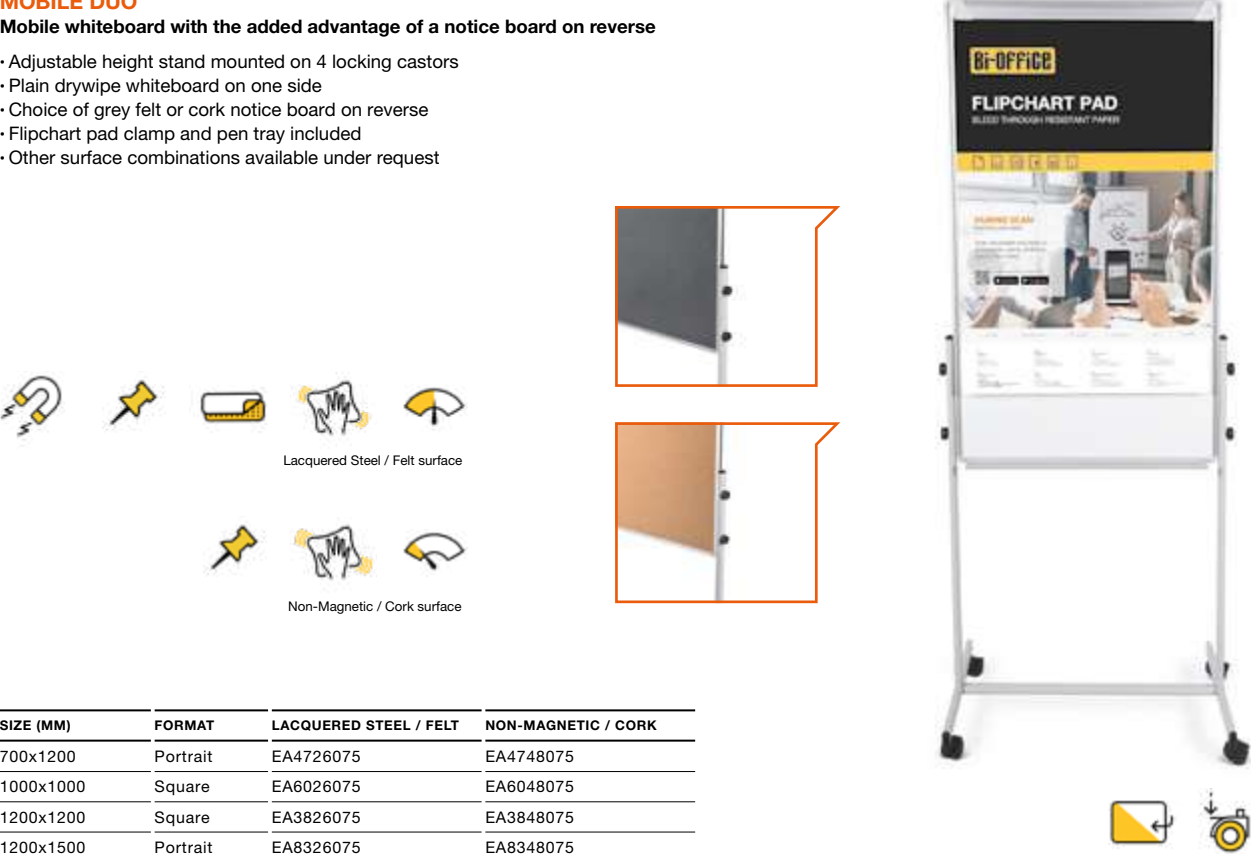 MOBILE DUO
Mobile whiteboard with the added advantage of a notice board on reverse
· Adjustable height stand mounted on 4 locking castors
· Plain drywipe whiteboard on one side
· Choice of grey felt or cork notice board on reverse
· Flipchart pad clamp and pen tray included
· Other surface combinations available under request
Bi-OFFiCE
FLIPCHART PAD
BLEED THROUGH RESISTANT PAPER
Lacquered Steel / Felt surface
Non-Magnetic / Cork surface
SIZE (MM) FORMAT LACQUERED STEEL / FELT NON-MAGNETIC / CORK
700x1200 Portrait EA4726075 EA4748075
1000x1000 Square EA6026075 EA6048075
1200x1200 Square EA3826075 EA3848075
1200x1500 Portrait EA8326075 EA8348075